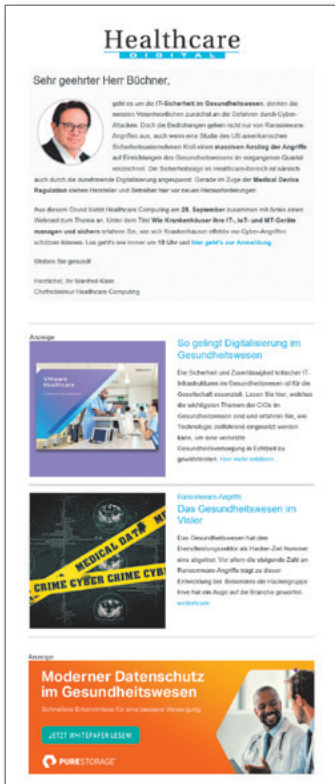 Healthcare
DIGITAL
Sehr geehrter Herr Büchner,
geht es um die IT-Sicherheit im Gesundheitswesen, denken die
meisten Verantwortlichen zunächst an die Gefahren durch Cyber-
Attacken. Doch die Bedrohungen gehen nicht nur von Ransomware-
Angriffen aus, auch wenn eine Studie des US-amerikanischen
Sicherheitsunternehmen Kroll einen massiven Anstieg der Angriffe
auf Einrichtungen des Gesundheitswesens im vergangenen Quartal
verzeichnet. Die Sicherheitslage im Healthcare-Bereich ist nämlich
auch durch die zunehmende Digitalisierung angespannt. Gerade im Zuge der Medical Device
Regulation stehen Hersteller und Betreiber hier vor neuen Herausforderungen.
Aus diesem Grund bietet Healthcare Computing am 28. September zusammen mit Armis einen
Webcast zum Thema an. Unter dem Titel Wie Krankenhäuser ihre IT-, IoT- und MT-Geräte
managen und sichern erfahren Sie, wie sich Krankenhäuser effektiv vor Cyber-Angriffen
schützen können. Los geht's wie immer um 10 Uhr und hier geht's zur Anmeldung
Bleiben Sie gesund!
Herzlichst, Ihr Manfred Klein
Chefredakteur Healthcare Computing
Anzeige
VMware
Healthcare
So gelingt Digitalisierung im
Gesundheitswesen
Die Sicherheit und Zuverlässigkeit kritischer IT-
Infrastrukturen im Gesundheitswesen ist für die
Gesellschaft essenziell. Lesen Sie hier, welches
die wichtigsten Themen der CIOs im
Gesundheitswesen sind und erfahren Sie, wie
Technologie zielführend eingesetzt werden
kann, um eine vernetzte
Gesundheitsversorgung in Echtzeit zu
gewährleisten. Hier mehr erfahren
MEDICAL DATA
CRIME CYBER CRIME CYB
Ransomware-Angriffe
Das Gesundheitswesen im
Visier
Das Gesundheitswesen hat den
Dienstleistungssektor als Hacker-Ziel Nummer
eins abgelöst. Vor allem die steigende Zahl an
Ransomware-Angriffe trägt zu dieser
Entwicklung bei. Besonders die Hackergruppe
Hive hat ein Auge auf die Branche geworfen.
weiterlesen
Anzeige
Moderner Datenschutz
im Gesundheitswesen
Schnellere Erkenntnisse für eine bessere Versorgung
JETZT WHITEPAPER LESEN!
PURESTORAGE